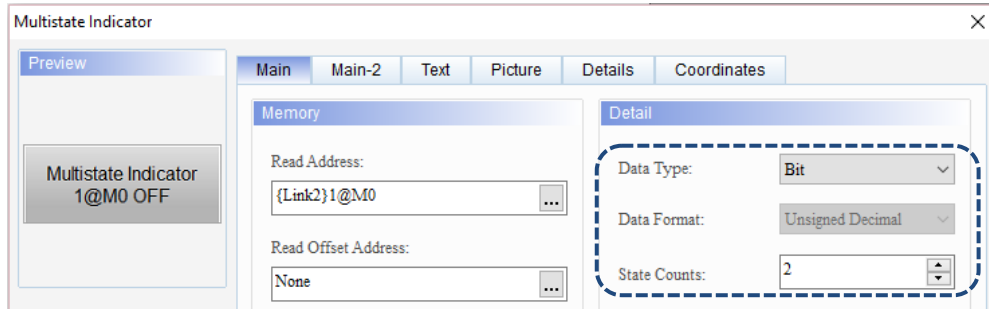 Multistate Indicator
Preview
Multistate Indicator
1@M0 OFF
Main Main-2 Text Picture Details Coordinates
Memory
Read Address:
{Link2}1@M0 ...
Read Offset Address:
None ...
Detail
Data Type: Bit
Data Format: Unsigned Decimal
State Counts: 2